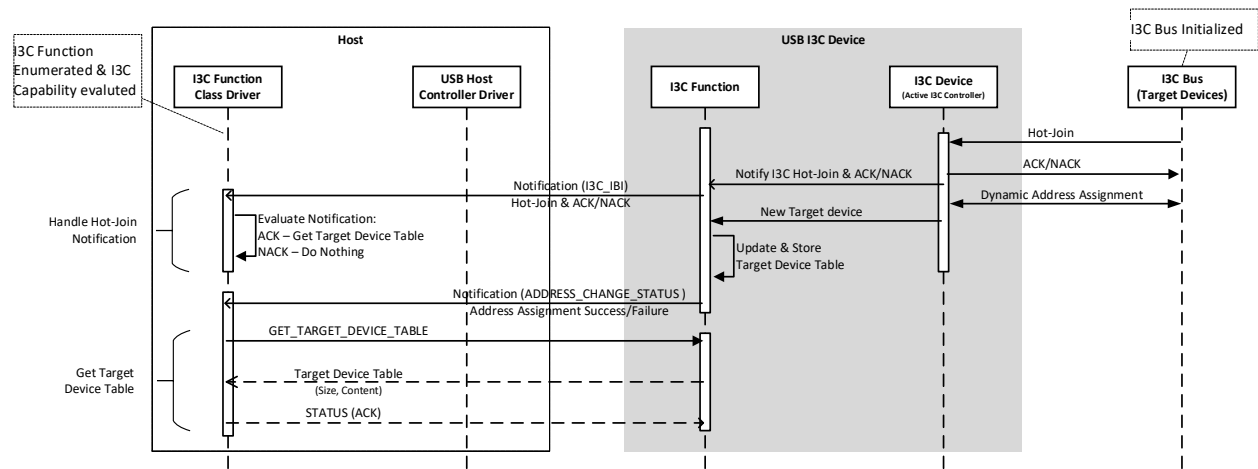 Host
USB I3C Device
I3C Bus Initialized
I3C Function
Enumerated & I3C
Capability evaluted
I3C Function
Class Driver
USB Host
Controller Driver
I3C Function
I3C Device
(Active I3C Controller)
I3C Bus
(Target Devices)
Hot-Join
ACK/NACK
Notify I3C Hot-Join & ACK/NACK
Notification (I3C_IBI)
Hot-Join & ACK/NACK
Dynamic Address Assignment
New Target device
Handle Hot-Join
Notification
Evaluate Notification:
ACK – Get Target Device Table
NACK – Do Nothing
Update & Store
Target Device Table
Notification (ADDRESS_CHANGE_STATUS )
Address Assignment Success/Failure
GET_TARGET_DEVICE_TABLE
Get Target
Device Table
Target Device Table
(Size, Content)
STATUS (ACK)